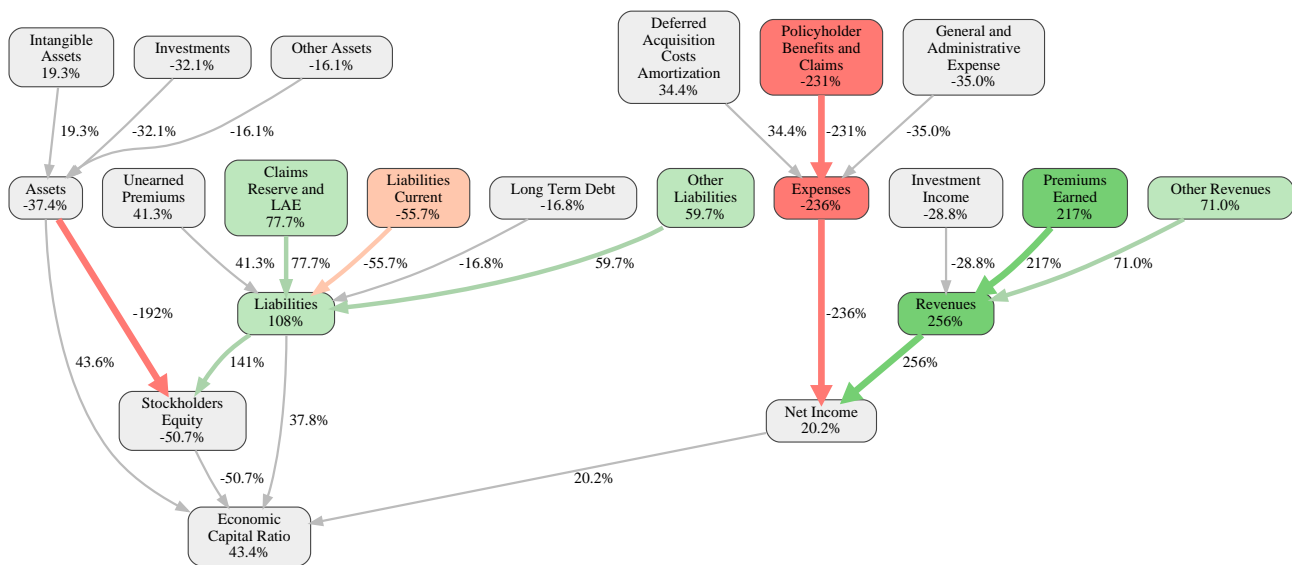 Intangible
Assets
19.3%
Investments
-32.1%
Other Assets
-16.1%
Deferred
Acquisition
Costs
Amortization
34.4%
Policyholder
Benefits and
Claims
-231%
General and
Administrative
Expense
-35.0%
19.3%
-32.1%
-16.1%
34.4%
-231%
-35.0%
Assets
-37.4%
Unearned
Premiums
41.3%
Claims
Reserve and
LAE
77.7%
Liabilities
Current
-55.7%
Long Term Debt
-16.8%
Other
Liabilities
59.7%
Expenses
-236%
Investment
Income
-28.8%
Premiums
Earned
217%
Other Revenues
71.0%
41.3%
77.7%
-55.7%
-16.8%
59.7%
-28.8%
217%
71.0%
Liabilities
108%
Revenues
256%
-192%
-236%
43.6%
141%
256%
Stockholders
Equity
-50.7%
37.8%
Net Income
20.2%
-50.7%
20.2%
Economic
Capital Ratio
43.4%